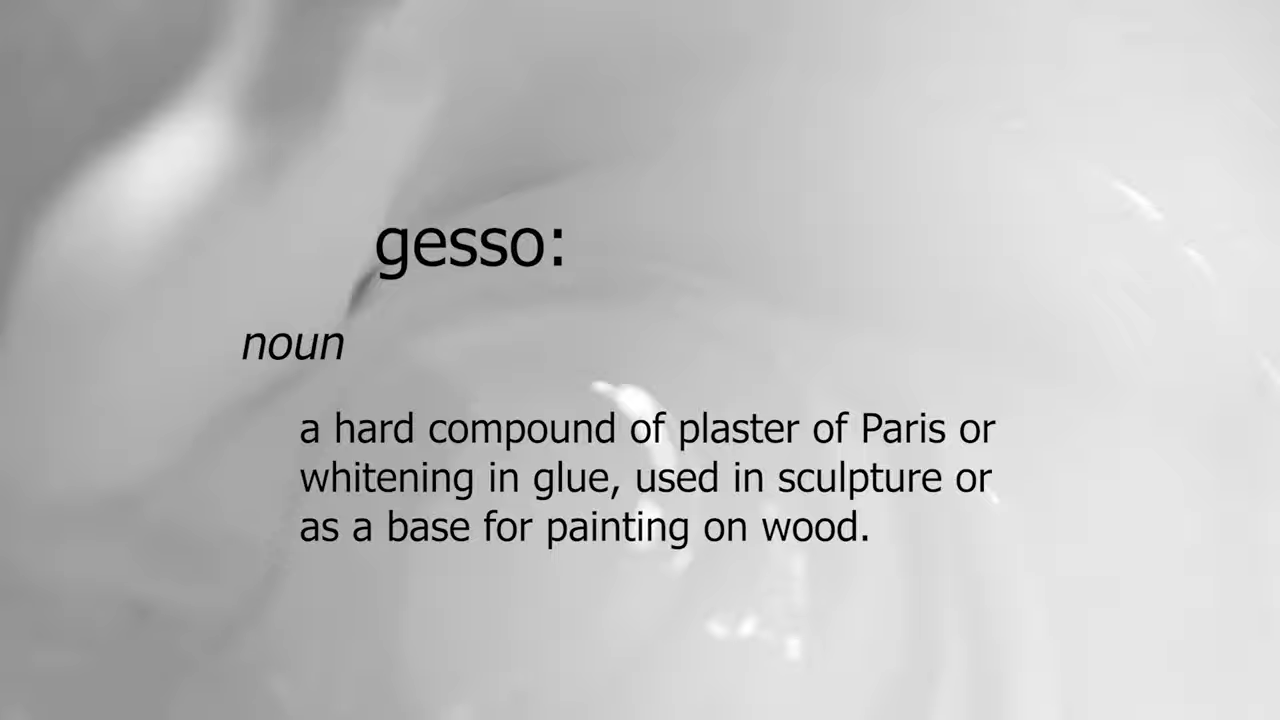 gesso:
noun
a hard compound of plaster of Paris or
whitening in glue, used in sculpture or
as a base for painting on wood.